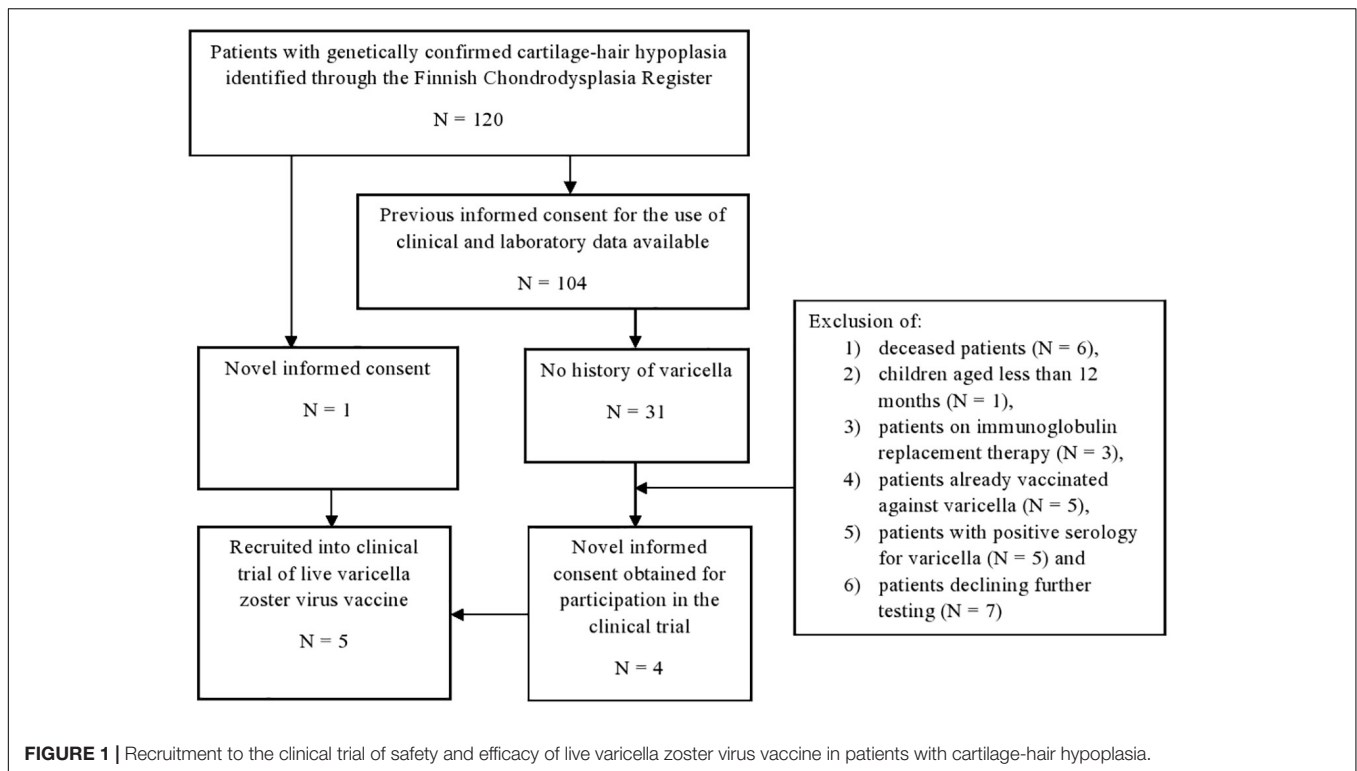 Patients with genetically confirmed cartilage-hair hypoplasia
identified through the Finnish Chondrodysplasia Register
N = 120
Previous informed consent for the use of
clinical and laboratory data available
N = 104
Novel informed consent
N = 1
No history of varicella
N = 31
Exclusion of:
1) deceased patients (N = 6),
2) children aged less than 12
months (N = 1),
3) patients on immunoglobulin
replacement therapy (N = 3),
4) patients already vaccinated
against varicella (N = 5),
5) patients with positive serology
for varicella (N = 5) and
6) patients declining further
testing (N = 7)
Recruited into clinical
trial of live varicella
zoster virus vaccine
N = 5
Novel informed
consent obtained for
participation in the
clinical trial
N = 4
FIGURE 1 | Recruitment to the clinical trial of safety and efficacy of live varicella zoster virus vaccine in patients with cartilage-hair hypoplasia.